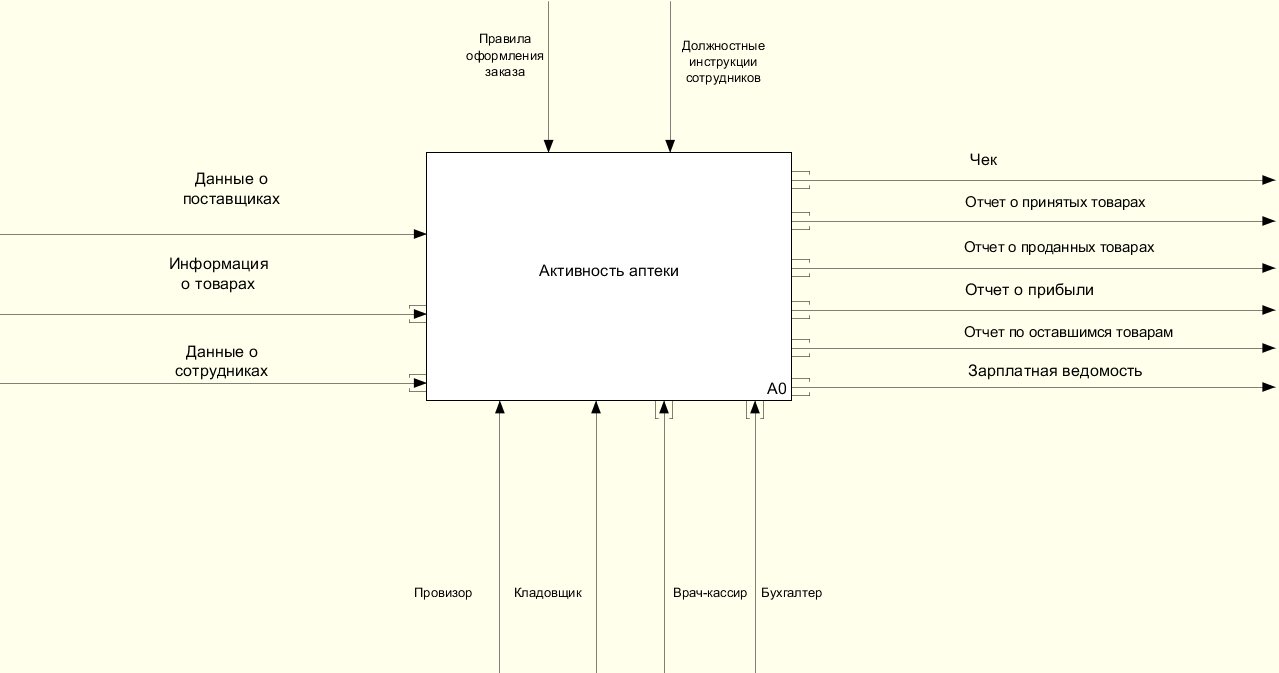 Правила
оформления
заказа
Должностные
инструкции
сотрудников
Данные о
поставщиках
Информация
о товарах
Данные о
сотрудниках
Активность аптеки
A0
Чек
Отчет о принятых товарах
Отчет о проданных товарах
Отчет о прибыли
Отчет по оставшимся товарам
Зарплатная ведомость
Провизор
Кладовщик
Врач-кассир
Бухгалтер